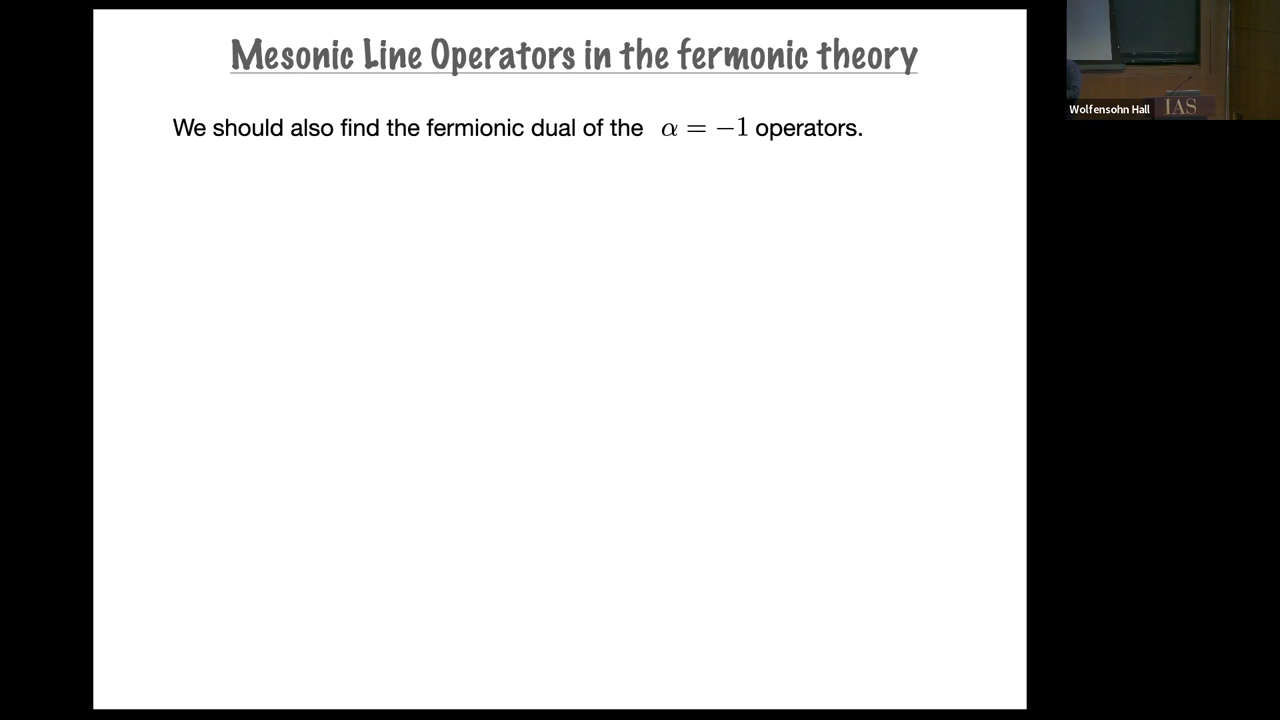 Mesonic Line Operators in the fermonic theory
We should also find the fermionic dual of the α = −1 operators.
Wolfensohn Hall
IAS